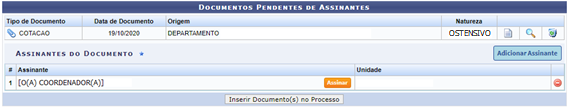 DOCUMENTOS PENDENTES DE ASSINANTES
Tipo de Documento Data de Documento Origem Natureza
COTACAO 19/10/2020 DEPARTAMENTO OSTENSIVO
ASSINANTES DO DOCUMENTO ★ Adicionar Assinante
# Assinante Unidade
1 [O(A) COORDENADOR(A)] Assinar
Inserir Documento(s) no Processo